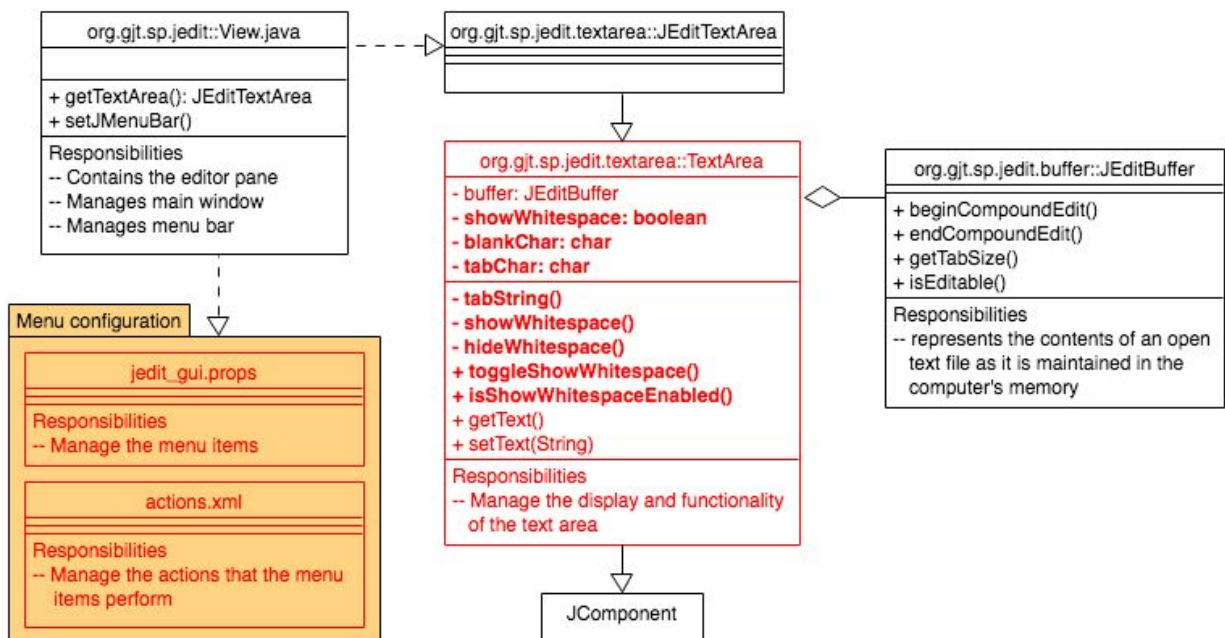 org.gjt.sp.jedit::View.java
+ getTextArea(): JEditTextArea
+ setJMenuBar()
Responsibilities
-- Contains the editor pane
-- Manages main window
-- Manages menu bar
org.gjt.sp.jedit.textarea::JEditTextArea
org.gjt.sp.jedit.textarea::TextArea
- buffer: JEditBuffer
- showWhitespace: boolean
- blankChar: char
- tabChar: char
- tabString()
- showWhitespace()
- hideWhitespace()
+ toggleShowWhitespace()
+ isShowWhitespaceEnabled()
+ getText()
+ setText(String)
Responsibilities
-- Manage the display and functionality
of the text area
org.gjt.sp.jedit.buffer::JEditBuffer
+ beginCompoundEdit()
+ endCompoundEdit()
+ getTabSize()
+ isEditable()
Responsibilities
-- represents the contents of an open
text file as it is maintained in the
computer's memory
Menu configuration
jedit_gui.props
Responsibilities
-- Manage the menu items
actions.xml
Responsibilities
-- Manage the actions that the menu
items perform
JComponent